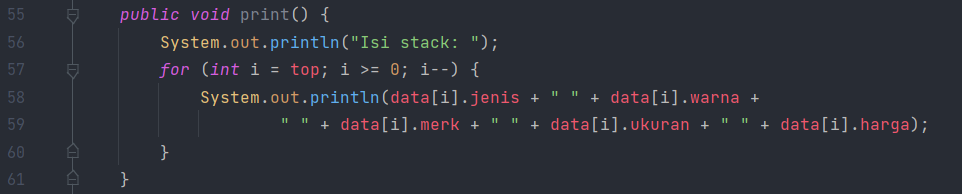 55 public void print() {
56 System.out.println("Isi stack: ");
57 for (int i = top; i >= 0; i--) {
58 System.out.println(data[i].jenis + " " + data[i].warna +
59 " " + data[i].merk + " " + data[i].ukuran + " " + data[i].harga);
60 }
61 }